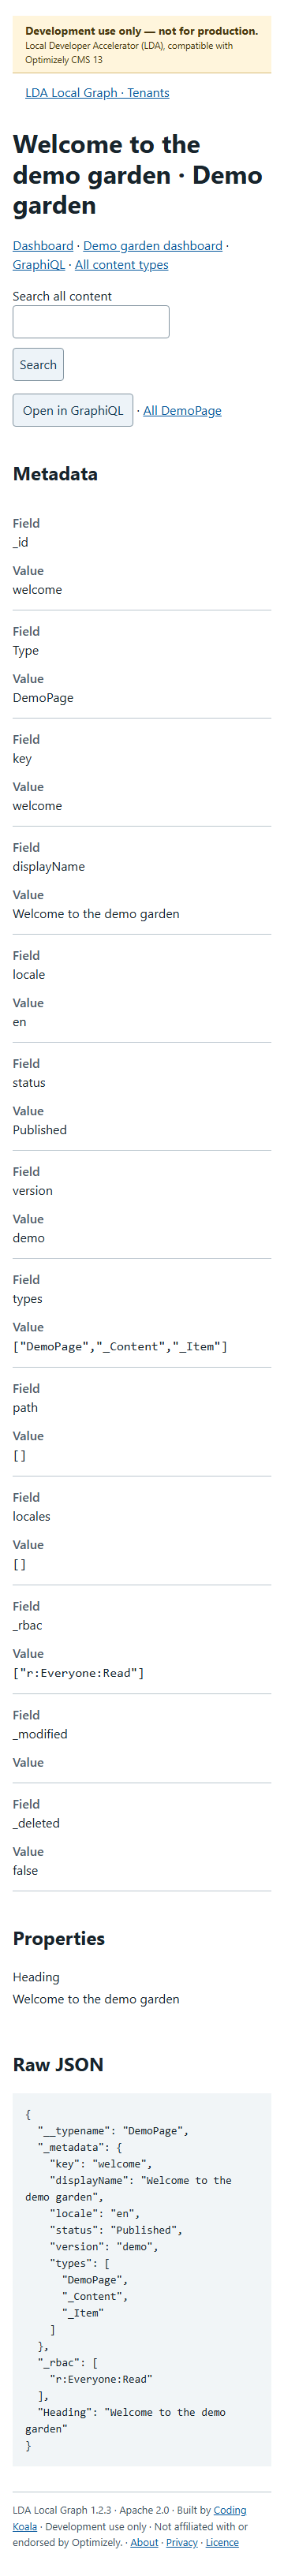 Development use only — not for production.
Local Developer Accelerator (LDA), compatible with
Optimizely CMS 13
LDA Local Graph · Tenants
Welcome to the
demo garden · Demo
garden
Dashboard · Demo garden dashboard ·
GraphiQL · All content types
Search all content
Search
Open in GraphiQL · All DemoPage
Metadata
Field
_id
Value
welcome
Field
Type
Value
DemoPage
Field
key
Value
welcome
Field
displayName
Value
Welcome to the demo garden
Field
locale
Value
en
Field
status
Value
Published
Field
version
Value
demo
Field
types
Value
["DemoPage","_Content","_Item"]
Field
path
Value
[]
Field
locales
Value
[]
Field
_rbac
Value
["r:Everyone:Read"]
Field
_modified
Value
Field
_deleted
Value
false
Properties
Heading
Welcome to the demo garden
Raw JSON
{
  "__typename": "DemoPage",
  "_metadata": {
    "key": "welcome",
    "displayName": "Welcome to the
demo garden",
    "locale": "en",
    "status": "Published",
    "version": "demo",
    "types": [
      "DemoPage",
      "_Content",
      "_Item"
    ]
  },
  "_rbac": [
    "r:Everyone:Read"
  ],
  "Heading": "Welcome to the demo
garden"
}
LDA Local Graph 1.2.3 · Apache 2.0 · Built by Coding
Koala · Development use only · Not affiliated with or
endorsed by Optimizely. · About · Privacy · Licence